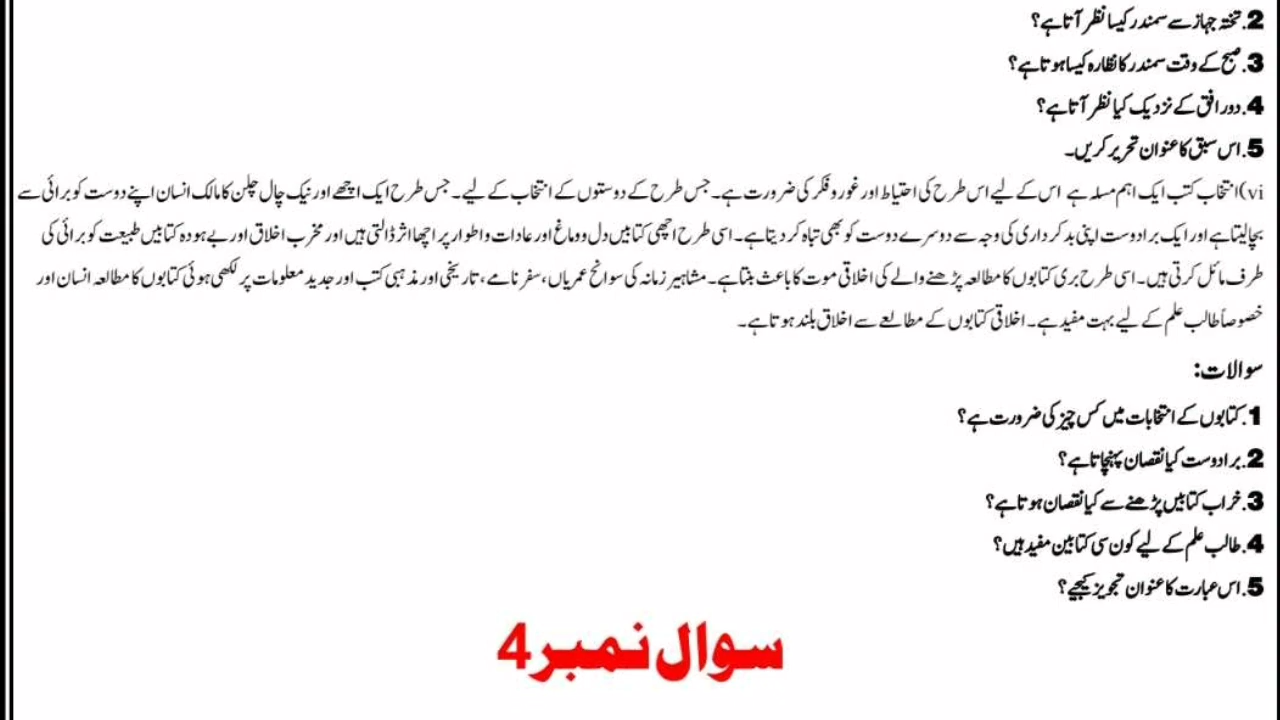 2. تختہ جہاز سے سمندر کیسا نظر آتا ہے؟
3. صبح کے وقت سمندر کا نظارہ کیسا ہوتا ہے؟
4. دور افق کے نزدیک کیا نظر آتا ہے؟
5. اس سبق کا عنوان تحریر کریں۔
vi) انتخاب کتب ایک اہم مسلہ ہے اس کے لیے اس طرح کی احتیاط اور غور و فکر کی ضرورت ہے۔ جس طرح کے دوستوں کے انتخاب کے لیے۔ جس طرح ایک اچھے اور نیک چال چلن کا مالک انسان اپنے دوست کو برائی سے
بچا لیتا ہے اور ایک برا دوست اپنی بد کرداری کی وجہ سے دوسرے دوست کو بھی تباہ کر دیتا ہے۔ اسی طرح اچھی کتابیں دل و وماغ اور عادات و اطوار پر اچھا اثر ڈالتی ہیں اور مخرب اخلاق اور بے ہودہ کتابیں طبیعت کو برائی کی
طرف مائل کرتی ہیں۔ اسی طرح بری کتابوں کا مطالعہ پڑھنے والے کی اخلاقی موت کا باعث بنتا ہے۔ مشاہیر زمانہ کی سوانح عمریاں، سفر نامے، تاریخی اور مذہبی کتب اور جدید معلومات پر لکھی ہوئی کتابوں کا مطالعہ انسان اور
خصوصاً طالب علم کے لیے بہت مفید ہے۔ اخلاقی کتابوں کے مطالعے سے اخلاق بلند ہوتا ہے۔
سوالات:
1. کتابوں کے انتخابات میں کس چیز کی ضرورت ہے؟
2. برا دوست کیا نقصان پہنچاتا ہے؟
3. خراب کتابیں پڑھنے سے کیا نقصان ہوتا ہے؟
4. طالب علم کے لیے کون سی کتابین مفید ہیں؟
5. اس عبارت کا عنوان تجویز کیجیے؟
سوال نمبر 4